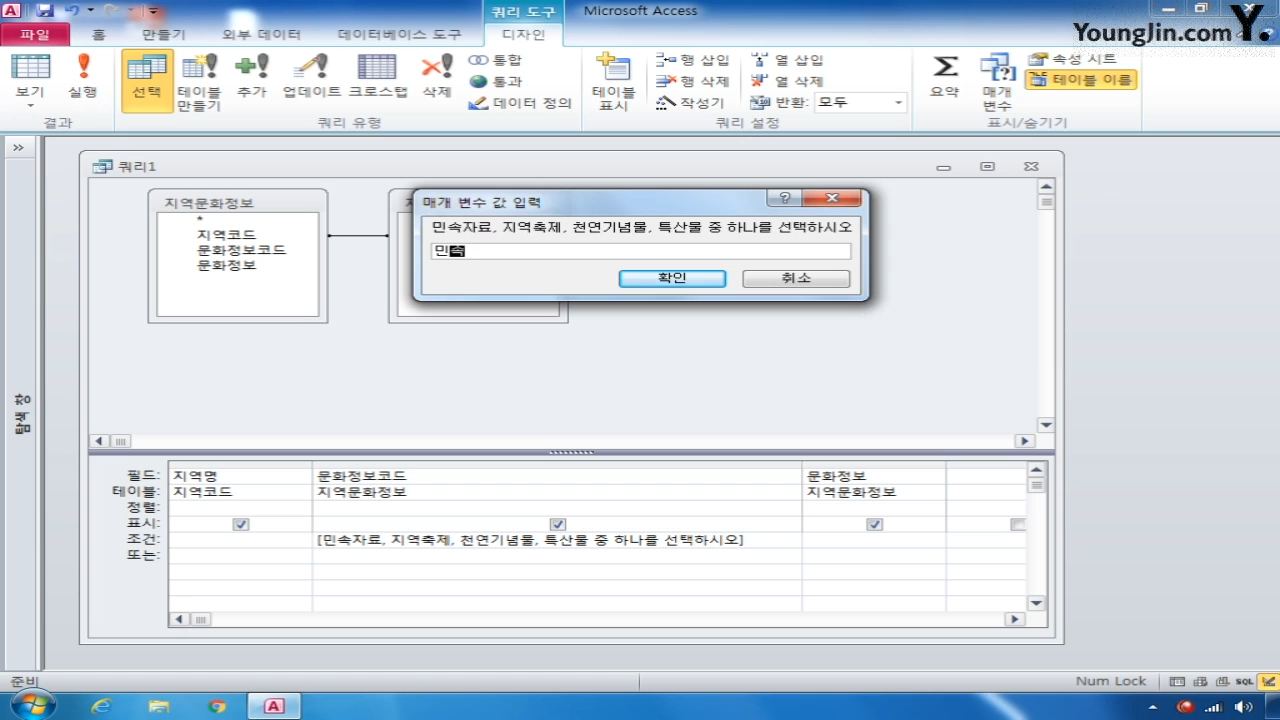 쿼리 도구
Microsoft Access
YoungJin.com Y.
파일
홈
만들기
외부 데이터
데이터베이스 도구
디자인
보기
실행
결과
선택
테이블
만들기
추가
업데이트
크로스탭
삭제
통합
통과
데이터 정의
쿼리 유형
테이블
표시
행 삽입
행 삭제
작성기
열 삽입
열 삭제
반환: 모두
쿼리 설정
요약
매개
변수
속성 시트
테이블 이름
표시/숨기기
탐색 창
쿼리1
지역문화정보
*
지역코드
문화정보코드
문화정보
매개 변수 값 입력
민속자료, 지역축제, 천연기념물, 특산물 중 하나를 선택하시오
민속
확인
취소
필드: 지역명 문화정보코드 문화정보
테이블: 지역코드 지역문화정보 지역문화정보
정렬:
표시:
조건: [민속자료, 지역축제, 천연기념물, 특산물 중 하나를 선택하시오]
또는:
준비
Num Lock
SQL